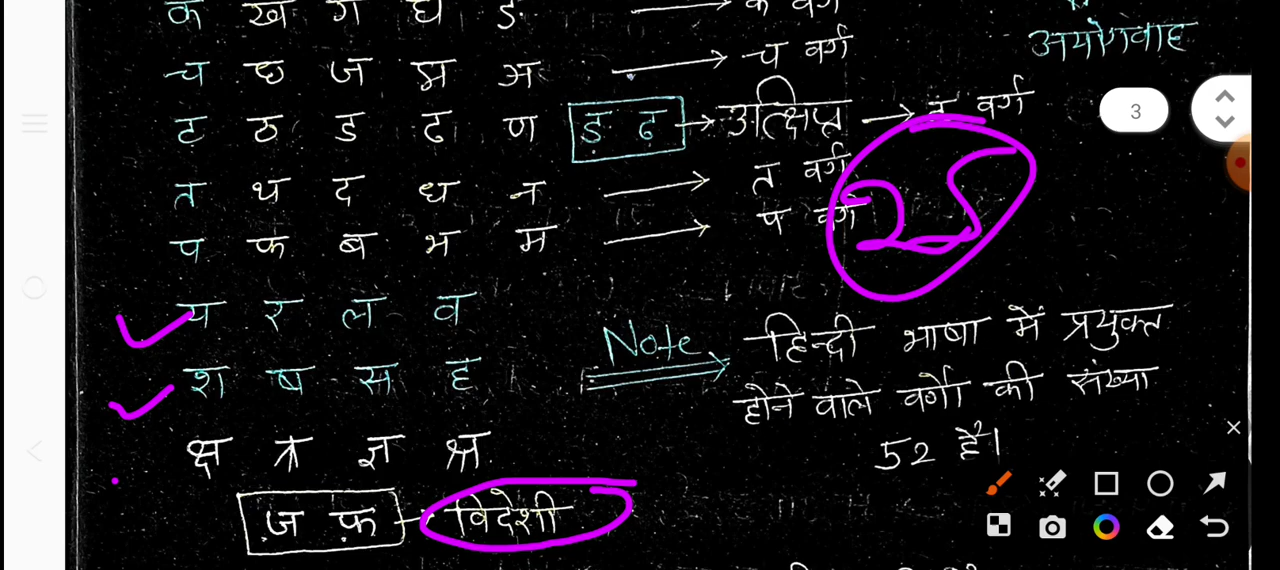 क ख ग घ ङ → क वर्ग
अयोगवाह
च छ ज झ ञ → च वर्ग
ट ठ ड ढ ण ड़ ढ़ → उत्क्षिप्त → ट वर्ग
3
त थ द ध न → त वर्ग
25
प फ ब भ म → प वर्ग
य र ल व
Note हिन्दी भाषा में प्रयुक्त
श ष स ह
होने वाले वर्णो की संख्या
52 है।
क्ष त्र ज्ञ श्र
ज़ फ़ - विदेशी